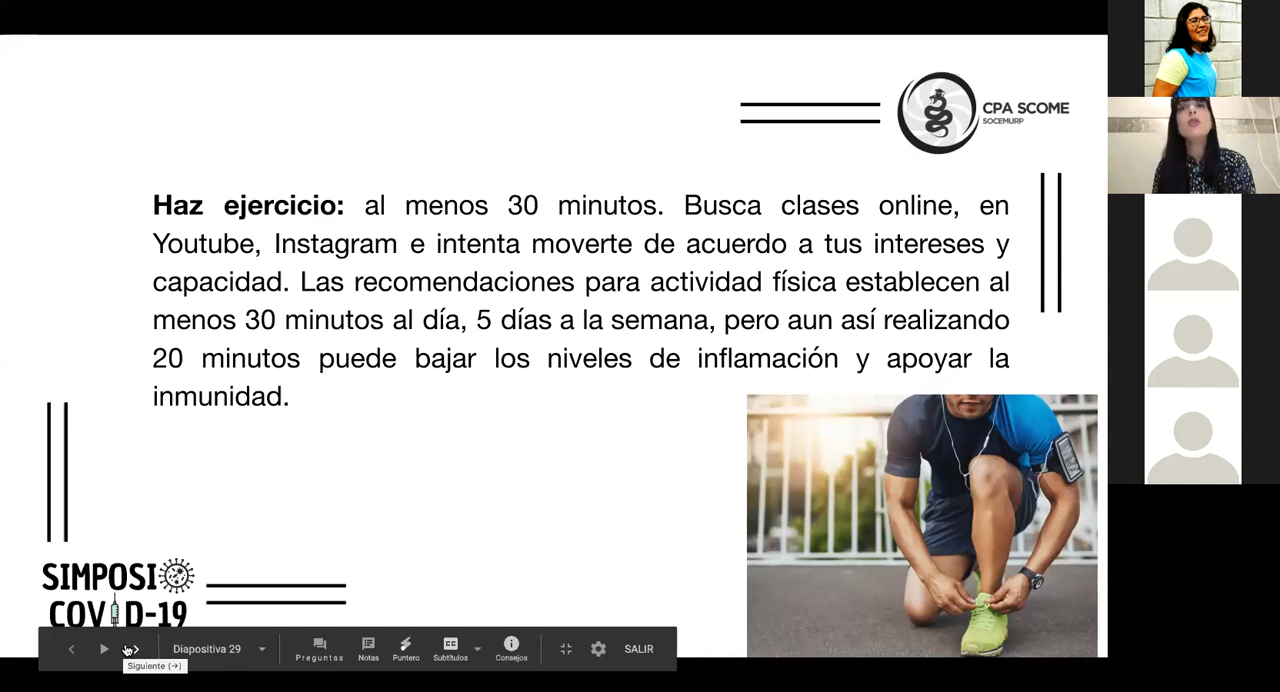 CPA SCOME
SOCEMURP
Haz ejercicio: al menos 30 minutos. Busca clases online, en
Youtube, Instagram e intenta moverte de acuerdo a tus intereses y
capacidad. Las recomendaciones para actividad física establecen al
menos 30 minutos al día, 5 días a la semana, pero aun así realizando
20 minutos puede bajar los niveles de inflamación y apoyar la
inmunidad.
SIMPOSIO
COVID-19
Diapositiva 29
Preguntas
Notas
Puntero
Subtítulos
Consejos
SALIR
Siguiente (→)